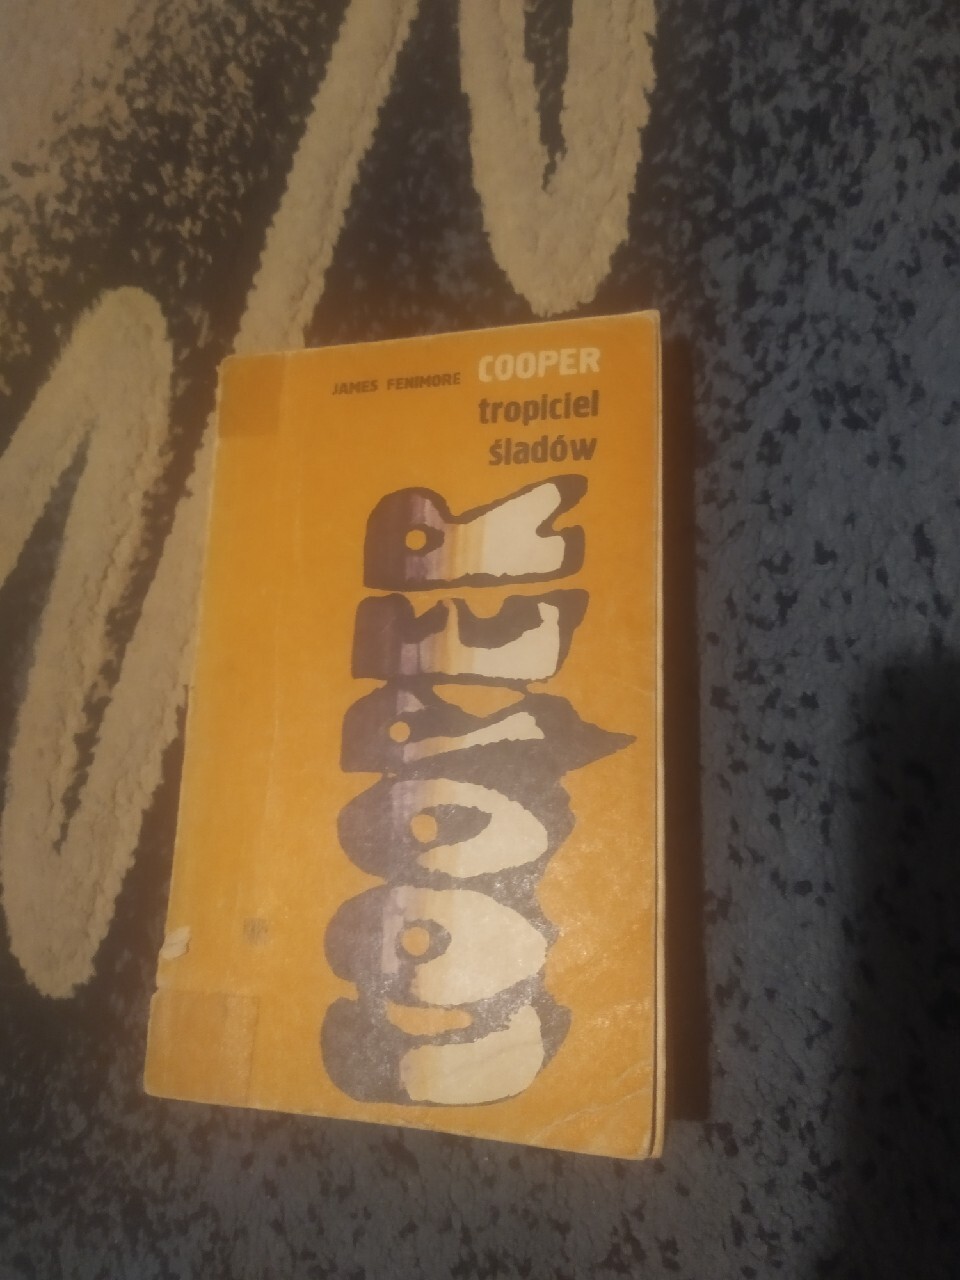 JAMES FENIMORE COOPER
tropiciel
śladów
COOPER